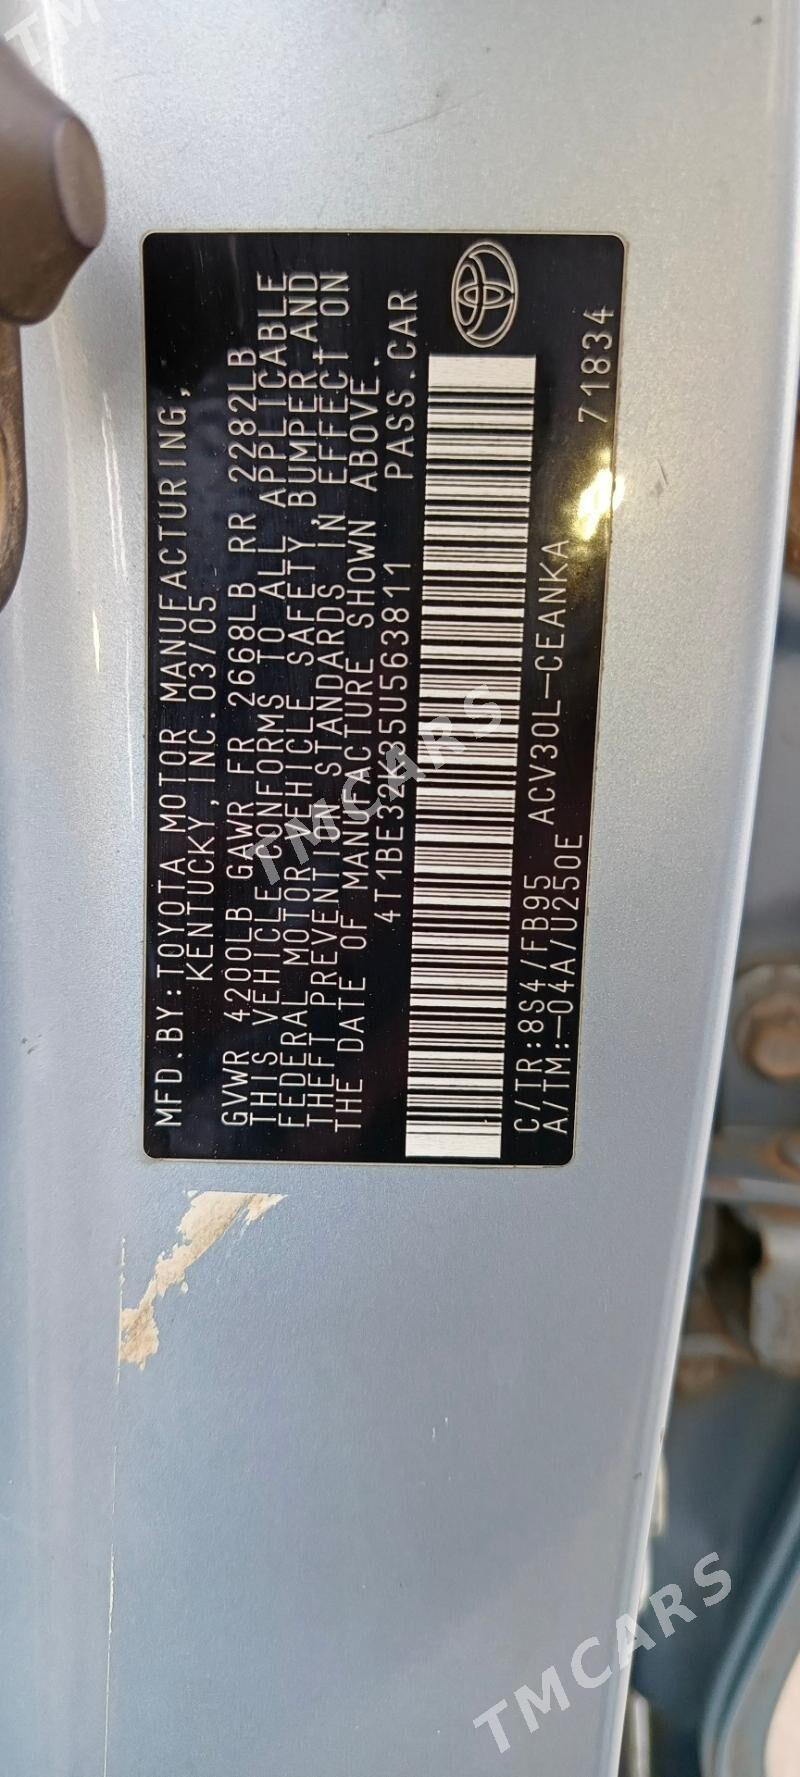 MFD.BY:TOYOTA MOTOR MANUFACTURING,
KENTUCKY, INC. 03/05
GVWR 4200LB GAWR FR 2668LB RR 2282LB
THIS VEHICLE CONFORMS TO ALL APPLICABLE
FEDERAL MOTOR VEHICLE SAFETY, BUMPER, AND
THEFT PREVENTION STANDARDS IN EFFECT ON
THE DATE OF MANUFACTURE SHOWN ABOVE.
4T1BE32K35U563811 PASS.CAR
C/TR:8S4/FB95 ACV30L-CEANKA 71834
A/TM:-04A/U250E
TMCARS
TMCARS
TMCARS